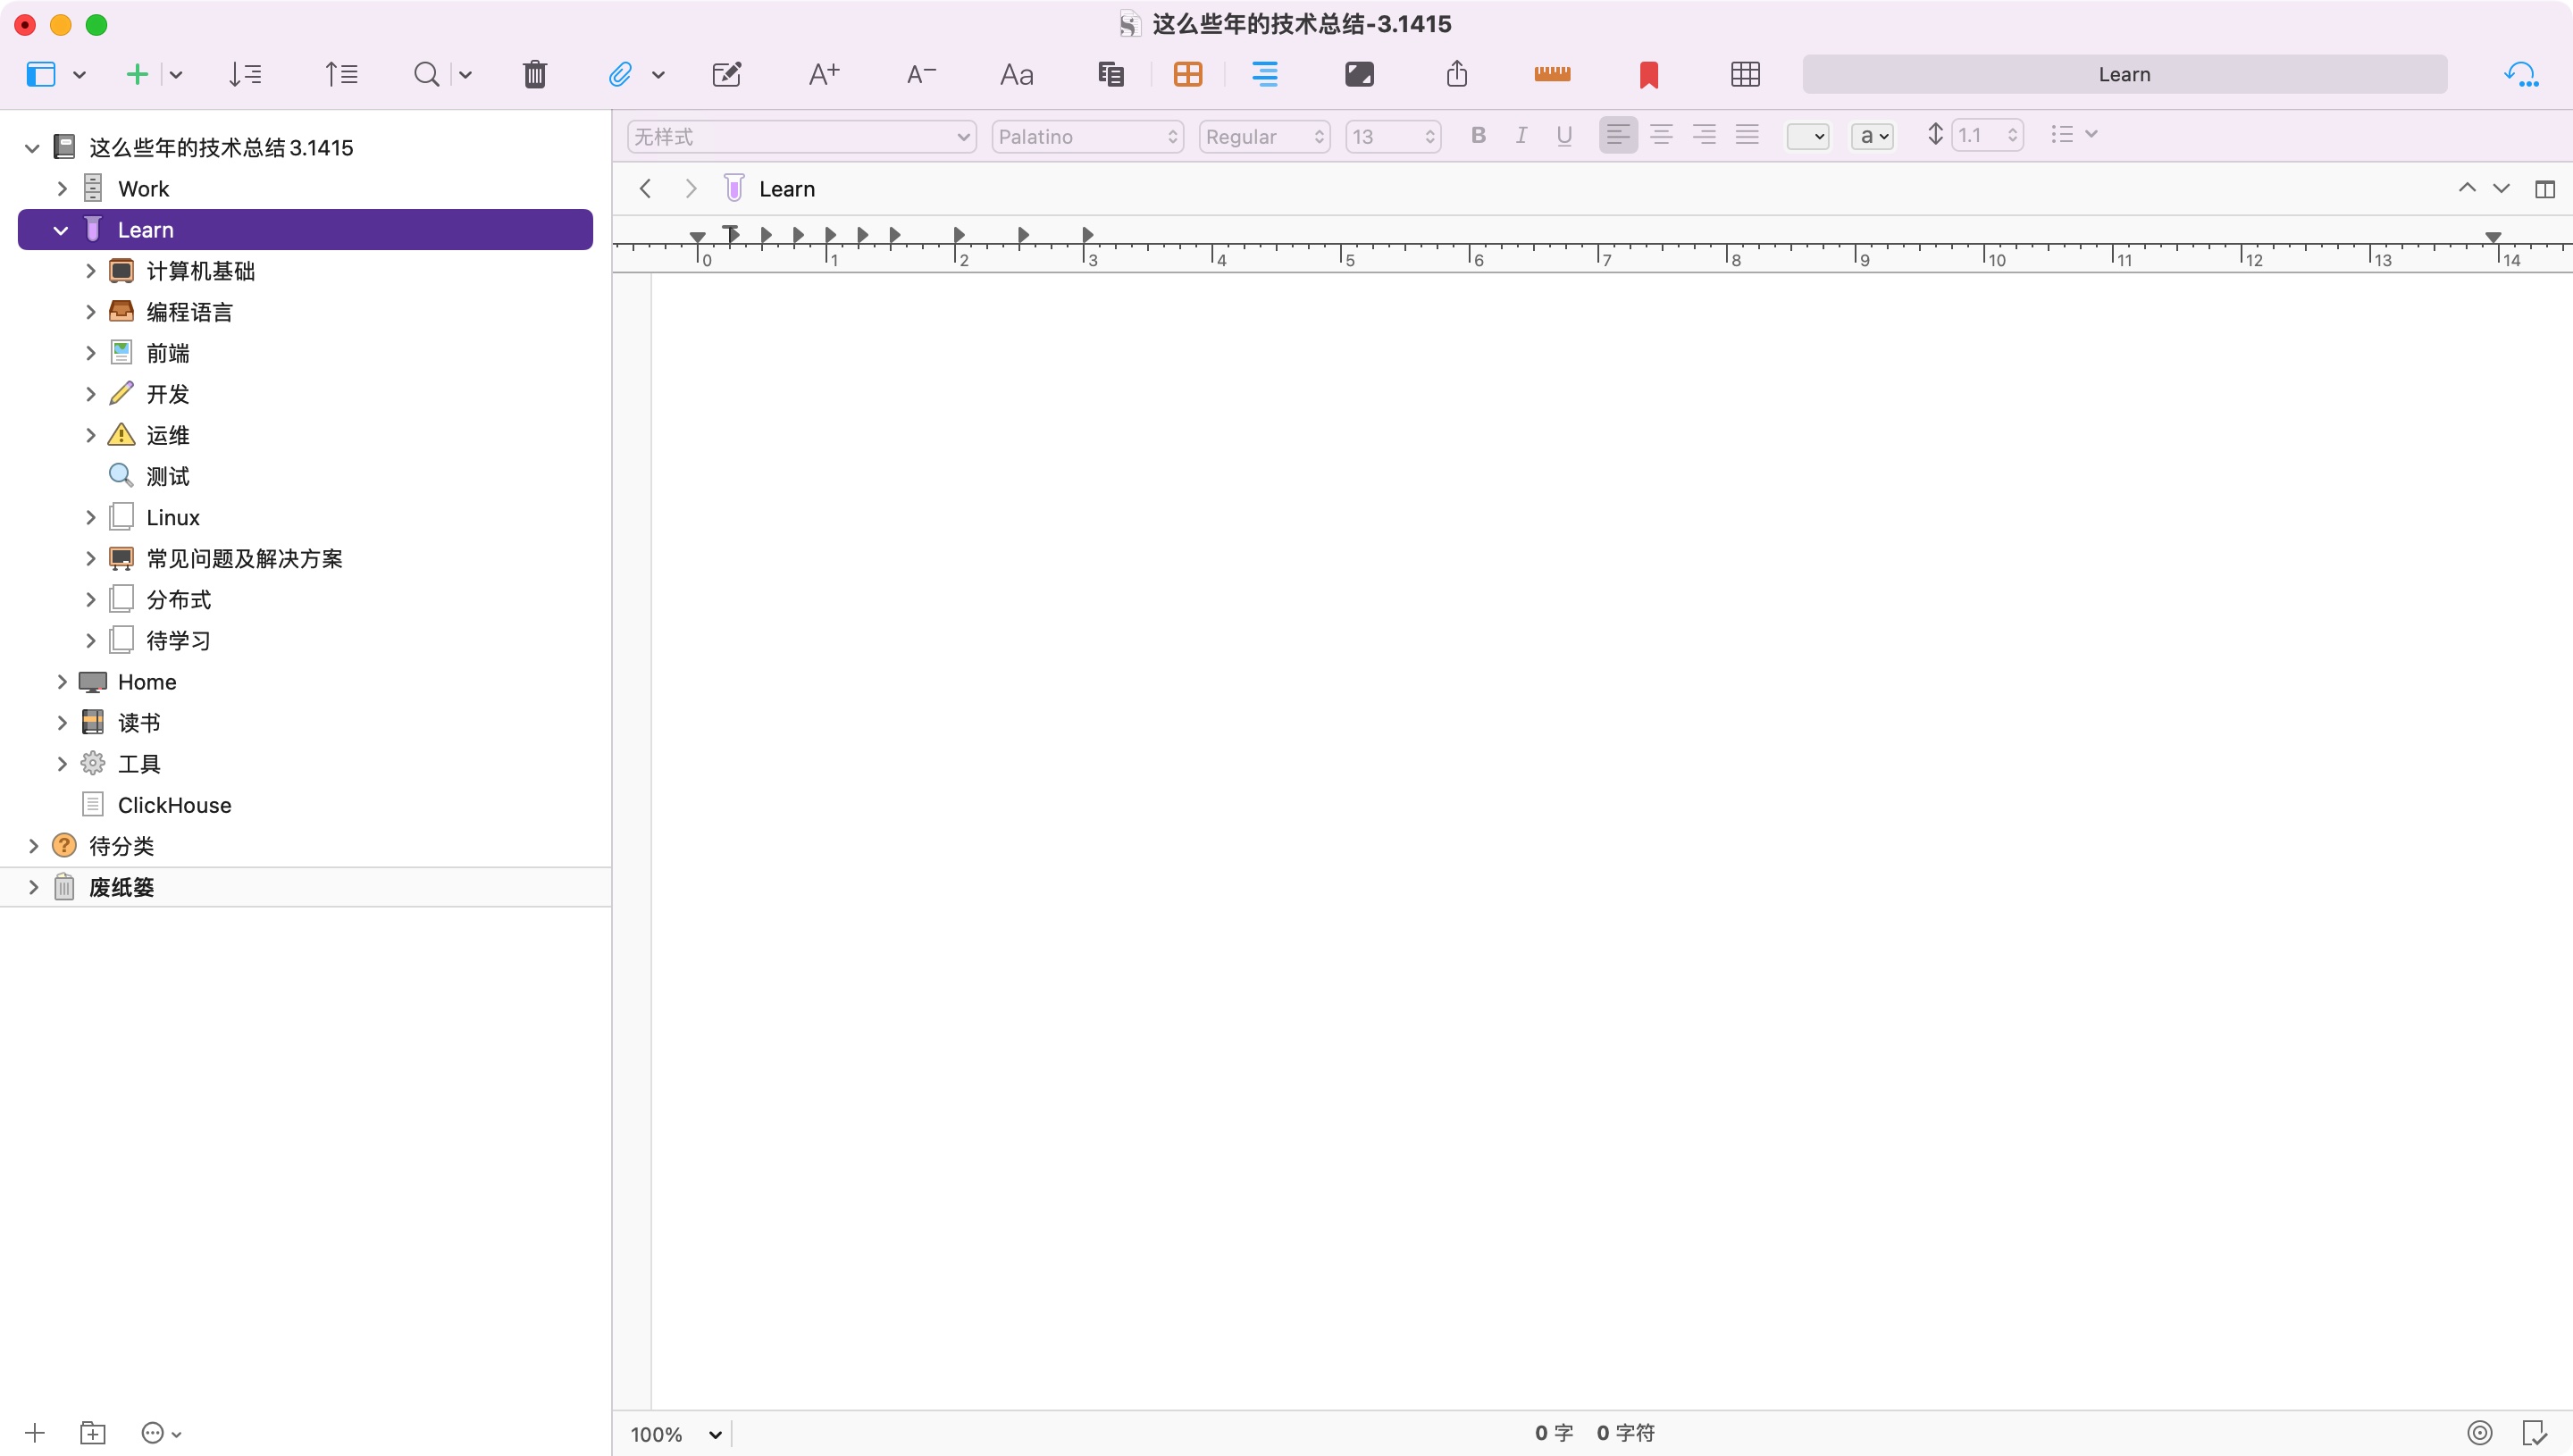 这么些年的技术总结-3.1415
A+ A− Aa Learn
无样式 Palatino Regular 13 B I U a 1.1
这么些年的技术总结3.1415
Work
Learn
计算机基础
编程语言
前端
开发
运维
测试
Linux
常见问题及解决方案
分布式
待学习
Home
读书
工具
ClickHouse
待分类
废纸篓
Learn
0 1 2 3 4 5 6 7 8 9 10 11 12 13 14
100% 0 字 0 字符